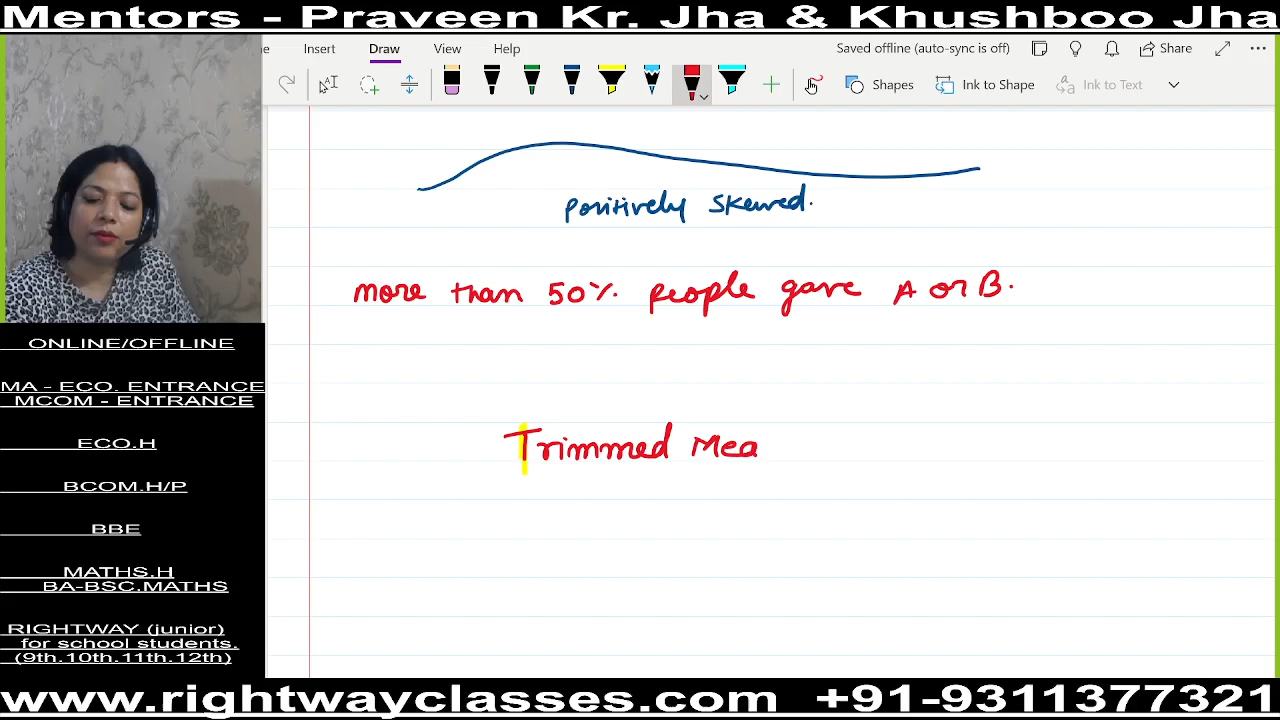 Mentors - Praveen Kr. Jha & Khushboo Jha
Insert Draw View Help
Saved offline (auto-sync is off) Share
Shapes Ink to Shape Ink to Text
positively skewed.
more than 50% people gave A or B.
Trimmed Mea
ONLINE/OFFLINE
MA - ECO. ENTRANCE
MCOM - ENTRANCE
ECO.H
BCOM.H/P
BBE
MATHS.H
BA-BSC.MATHS
RIGHTWAY (junior)
for school students.
(9th.10th.11th.12th)
www.rightwayclasses.com +91-9311377321